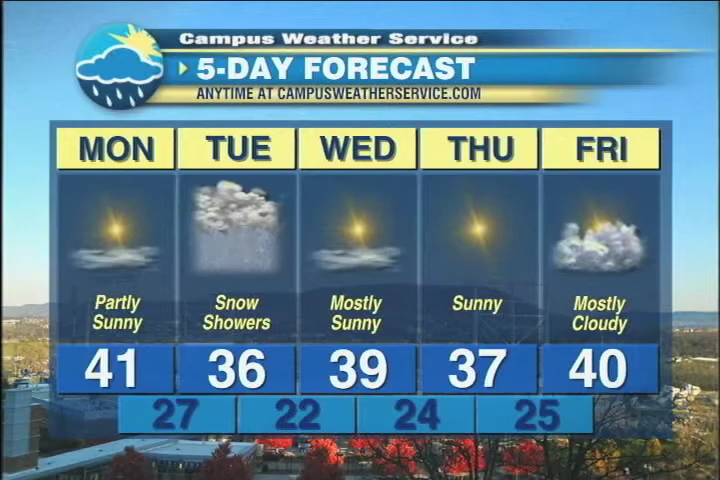 Campus Weather Service
5-DAY FORECAST
ANYTIME AT CAMPUSWEATHERSERVICE.COM
MON TUE WED THU FRI
Partly Sunny
Snow Showers
Mostly Sunny
Sunny
Mostly Cloudy
41 36 39 37 40
27 22 24 25